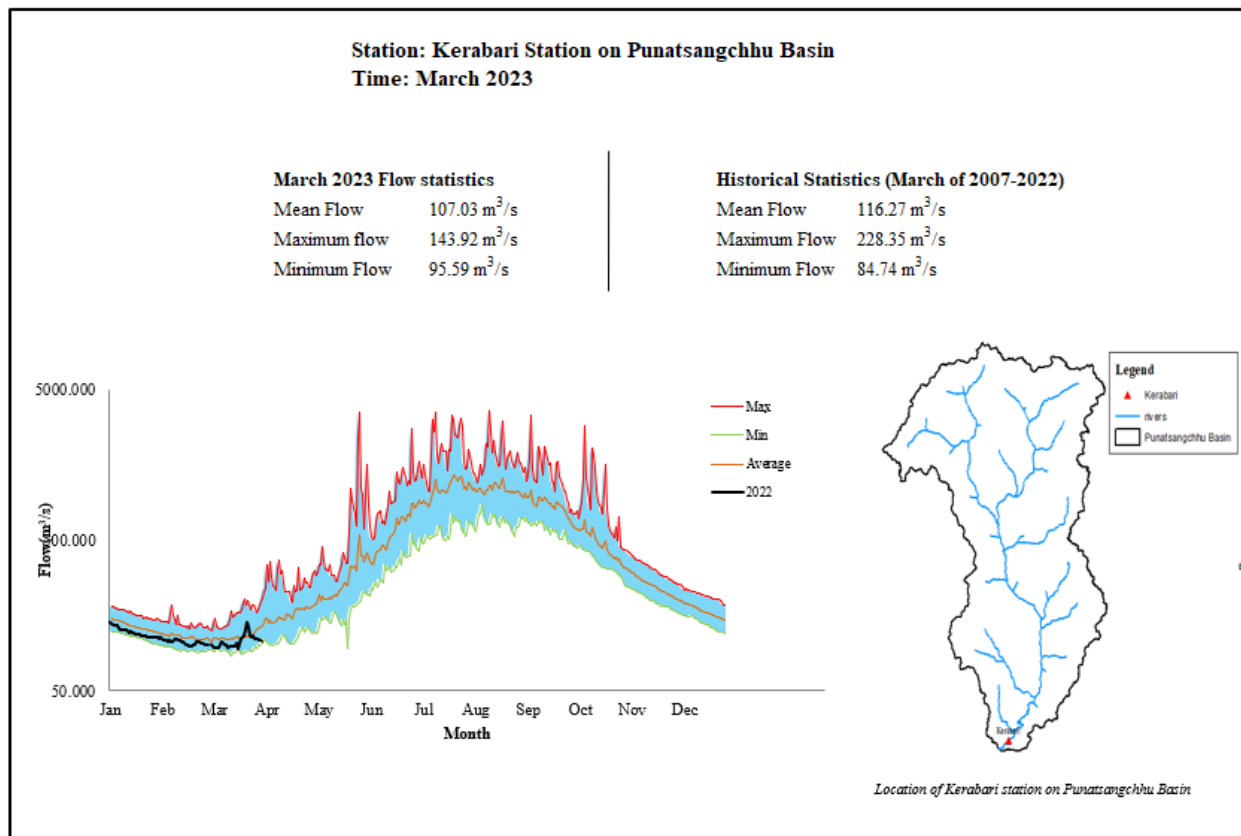 Station: Kerabari Station on Punatsangchhu Basin
Time: March 2023
March 2023 Flow statistics
Mean Flow 107.03 m³/s
Maximum flow 143.92 m³/s
Minimum Flow 95.59 m³/s
Historical Statistics (March of 2007-2022)
Mean Flow 116.27 m³/s
Maximum Flow 228.35 m³/s
Minimum Flow 84.74 m³/s
5000.000
50.000
Flow(m³/s)
Jan Feb Mar Apr May Jun Jul Aug Sep Oct Nov Dec
Month
Max
Min
Average
2022
Legend
Kerabari
rivers
Punatsangchhu Basin
Location of Kerabari station on Punatsangchhu Basin